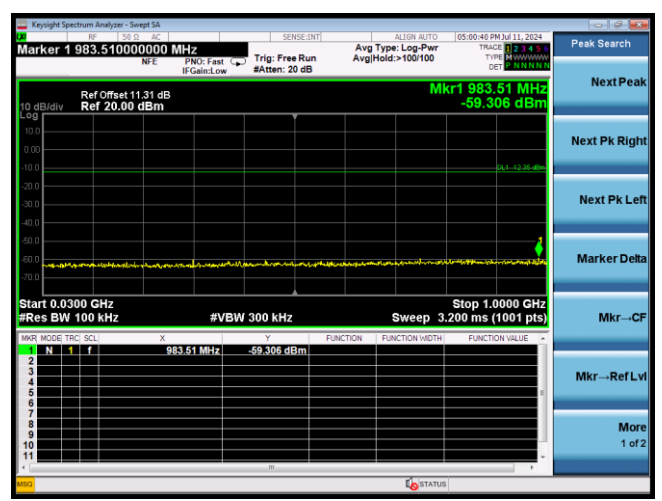 Keysight Spectrum Analyzer - Swept SA
RF 50 Ω AC SENSE:INT ALIGN AUTO 05:00:40 PM Jul 11, 2024
Marker 1 983.510000000 MHz
NFE PNO: Fast IFGain:Low Trig: Free Run #Atten: 20 dB Avg Type: Log-Pwr Avg|Hold:>100/100
TRACE 1 2 3 4 5 6
TYPE M W W W W W
DET P N N N N N
Peak Search
Next Peak
Next Pk Right
Next Pk Left
Marker Delta
Mkr→CF
Mkr→Ref Lvl
More
1 of 2
Mkr1 983.51 MHz
-59.306 dBm
Ref Offset 11.31 dB
10 dB/div Ref 20.00 dBm
Log
10.0
0.00
-10.0
DL1 -12.35 dBm
-20.0
-30.0
-40.0
-50.0
1
-60.0
-70.0
Start 0.0300 GHz Stop 1.0000 GHz
#Res BW 100 kHz #VBW 300 kHz Sweep 3.200 ms (1001 pts)
MKR MODE TRC SCL X Y FUNCTION FUNCTION WIDTH FUNCTION VALUE
1 N 1 f 983.51 MHz -59.306 dBm
2
3
4
5
6
7
8
9
10
11
MSG STATUS